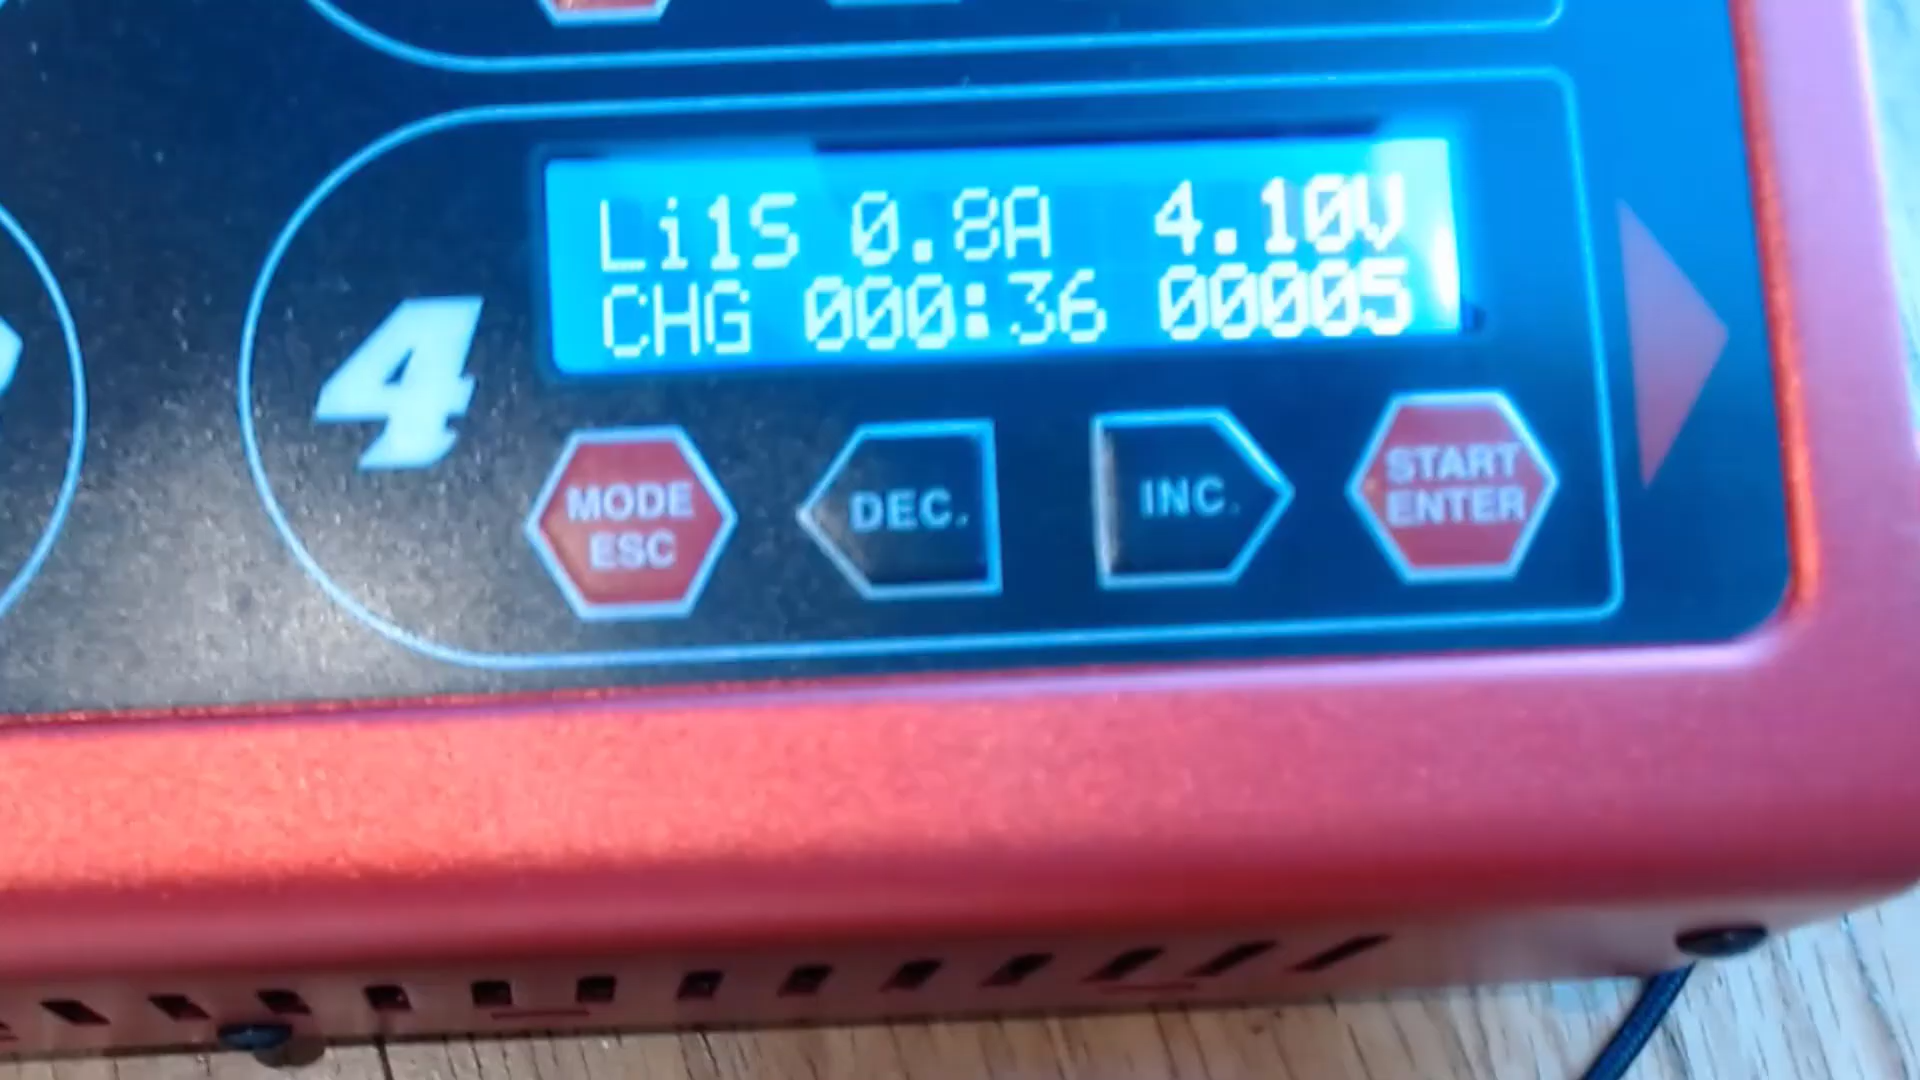 Li1S 0.8A 4.10V
CHG 000:36 00005
4
MODE
ESC
DEC.
INC.
START
ENTER